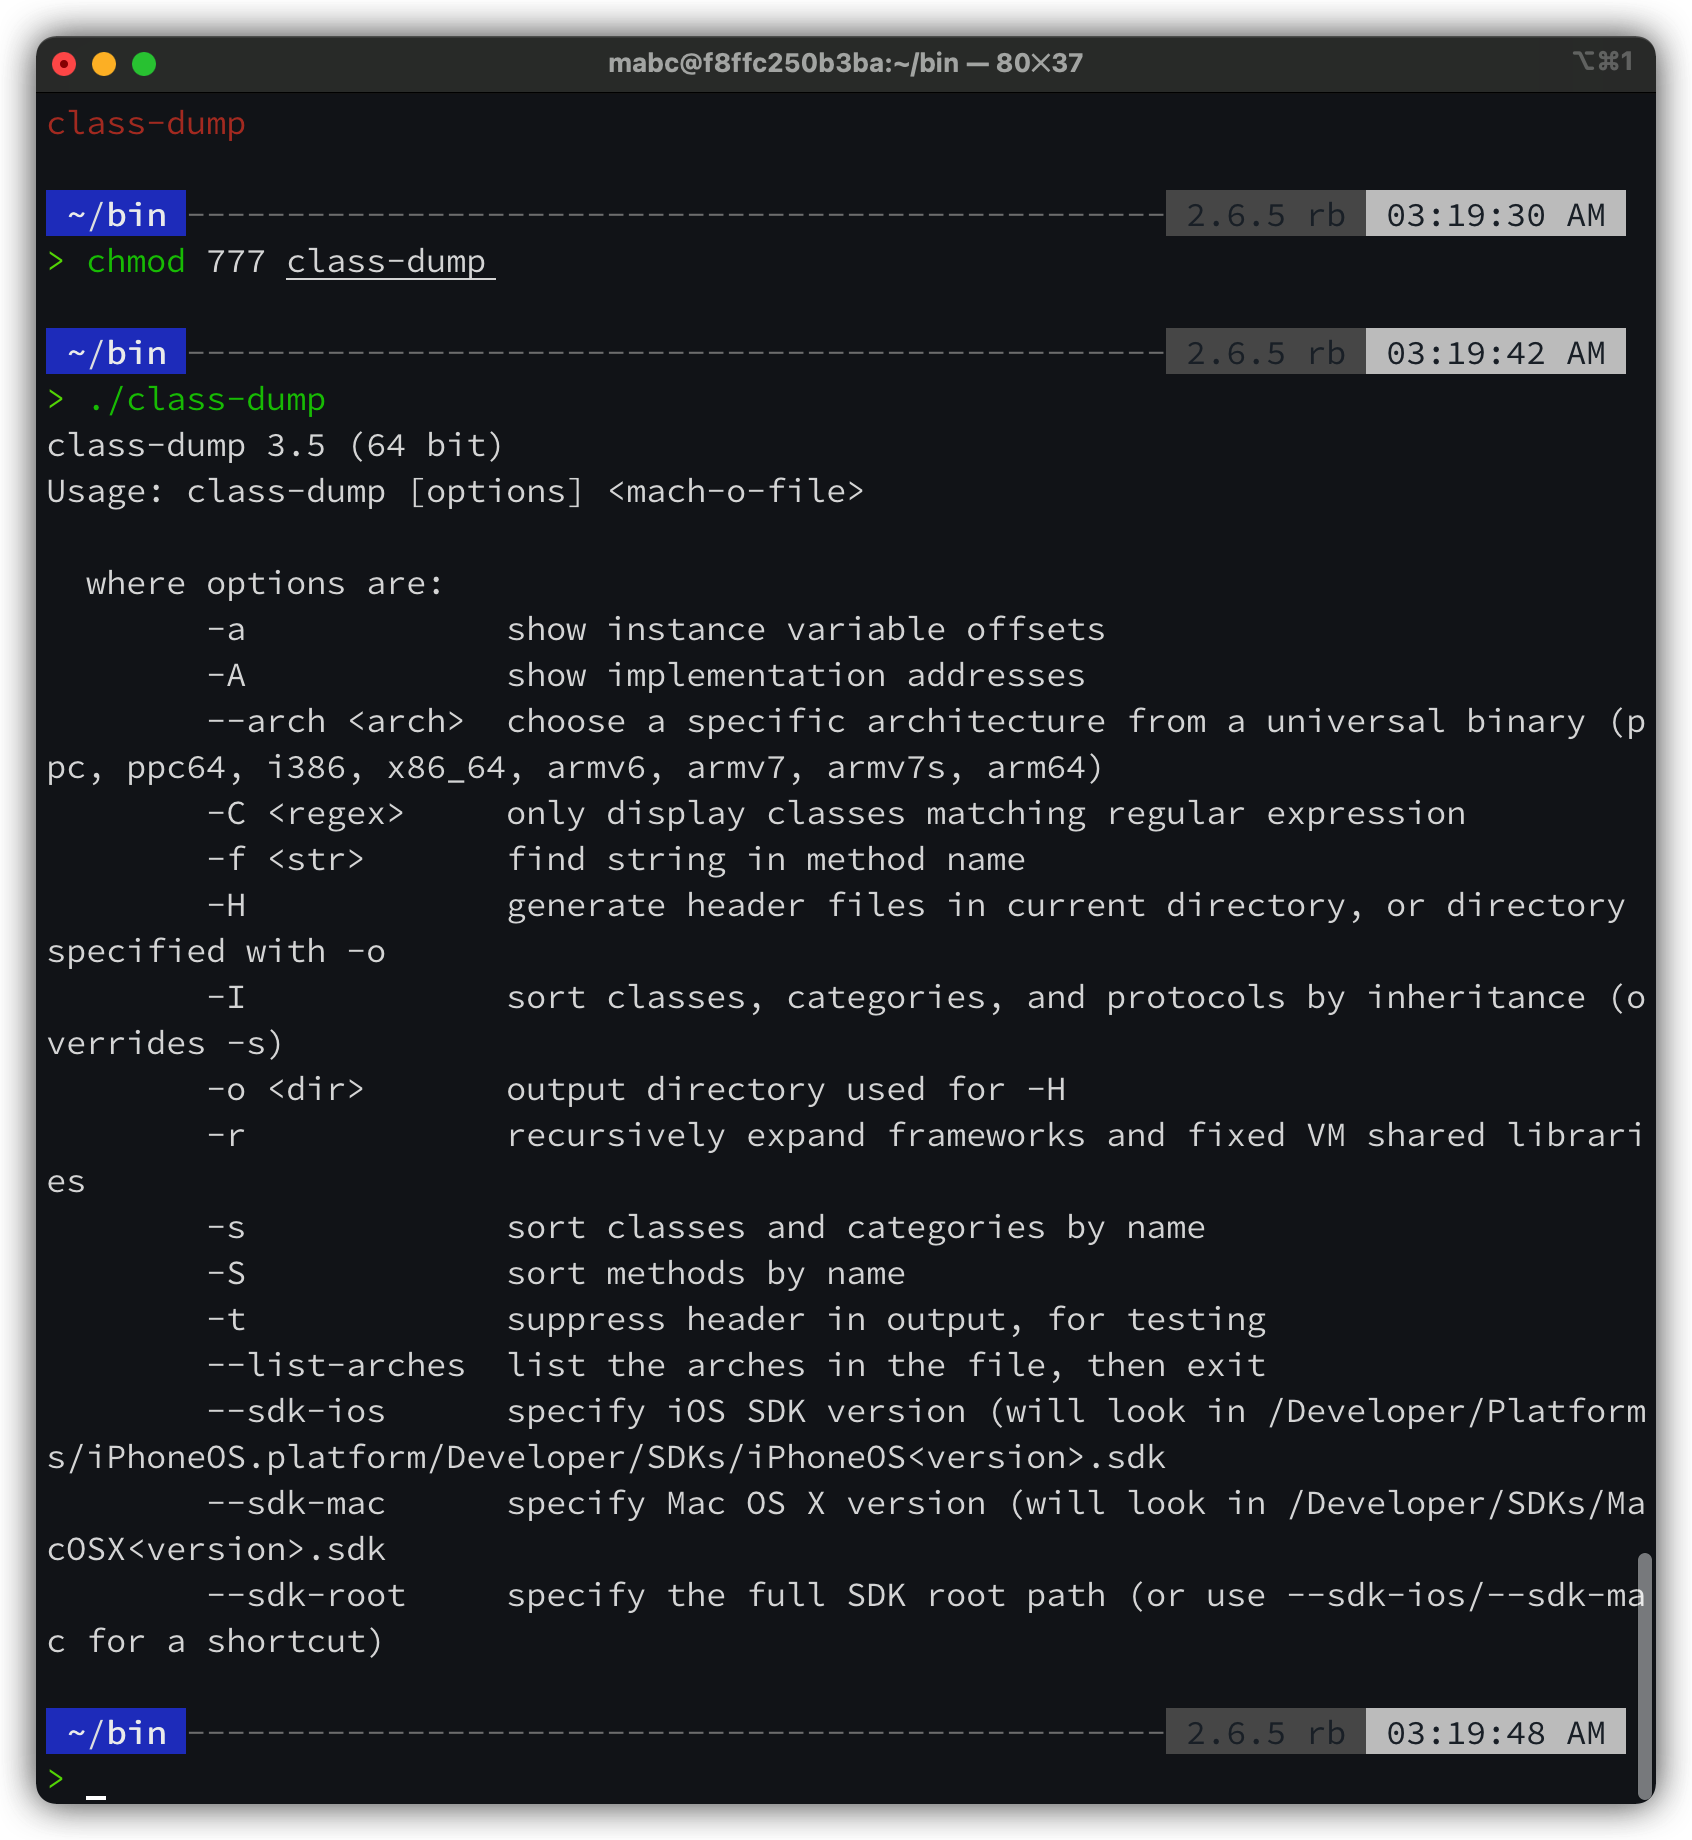 mabc@f8ffc250b3ba:~/bin — 80×37 ⌥⌘1
class-dump
~/bin ------------------------------------------------- 2.6.5 rb 03:19:30 AM
> chmod 777 class-dump
~/bin ------------------------------------------------- 2.6.5 rb 03:19:42 AM
> ./class-dump
class-dump 3.5 (64 bit)
Usage: class-dump [options] <mach-o-file>
where options are:
-a show instance variable offsets
-A show implementation addresses
--arch <arch> choose a specific architecture from a universal binary (p
pc, ppc64, i386, x86_64, armv6, armv7, armv7s, arm64)
-C <regex> only display classes matching regular expression
-f <str> find string in method name
-H generate header files in current directory, or directory
specified with -o
-I sort classes, categories, and protocols by inheritance (o
verrides -s)
-o <dir> output directory used for -H
-r recursively expand frameworks and fixed VM shared librari
es
-s sort classes and categories by name
-S sort methods by name
-t suppress header in output, for testing
--list-arches list the arches in the file, then exit
--sdk-ios specify iOS SDK version (will look in /Developer/Platform
s/iPhoneOS.platform/Developer/SDKs/iPhoneOS<version>.sdk
--sdk-mac specify Mac OS X version (will look in /Developer/SDKs/Ma
cOSX<version>.sdk
--sdk-root specify the full SDK root path (or use --sdk-ios/--sdk-ma
c for a shortcut)
~/bin ------------------------------------------------- 2.6.5 rb 03:19:48 AM
> _